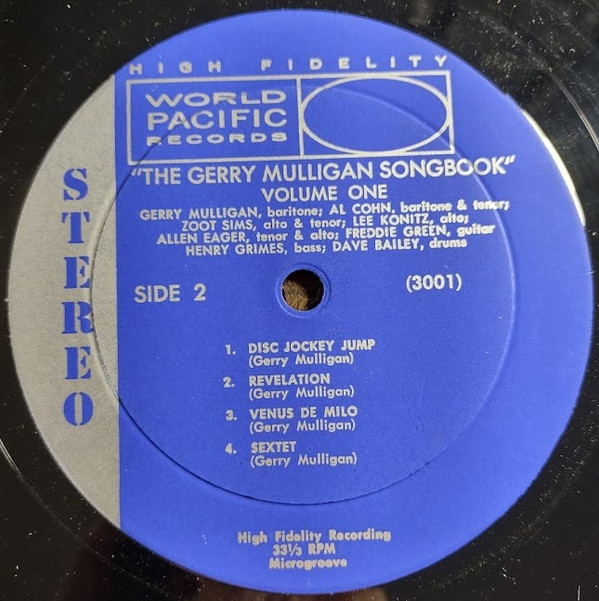 HIGH FIDELITY
WORLD
PACIFIC
RECORDS
"THE GERRY MULLIGAN SONGBOOK"
VOLUME ONE
GERRY MULLIGAN, baritone; AL COHN, baritone & tenor;
ZOOT SIMS, alto & tenor; LEE KONITZ, alto;
ALLEN EAGER, tenor & alto; FREDDIE GREEN, guitar
HENRY GRIMES, bass; DAVE BAILEY, drums
STEREO
SIDE 2 (3001)
1. DISC JOCKEY JUMP
(Gerry Mulligan)
2. REVELATION
(Gerry Mulligan)
3. VENUS DE MILO
(Gerry Mulligan)
4. SEXTET
(Gerry Mulligan)
High Fidelity Recording
33⅓ RPM
Microgroove